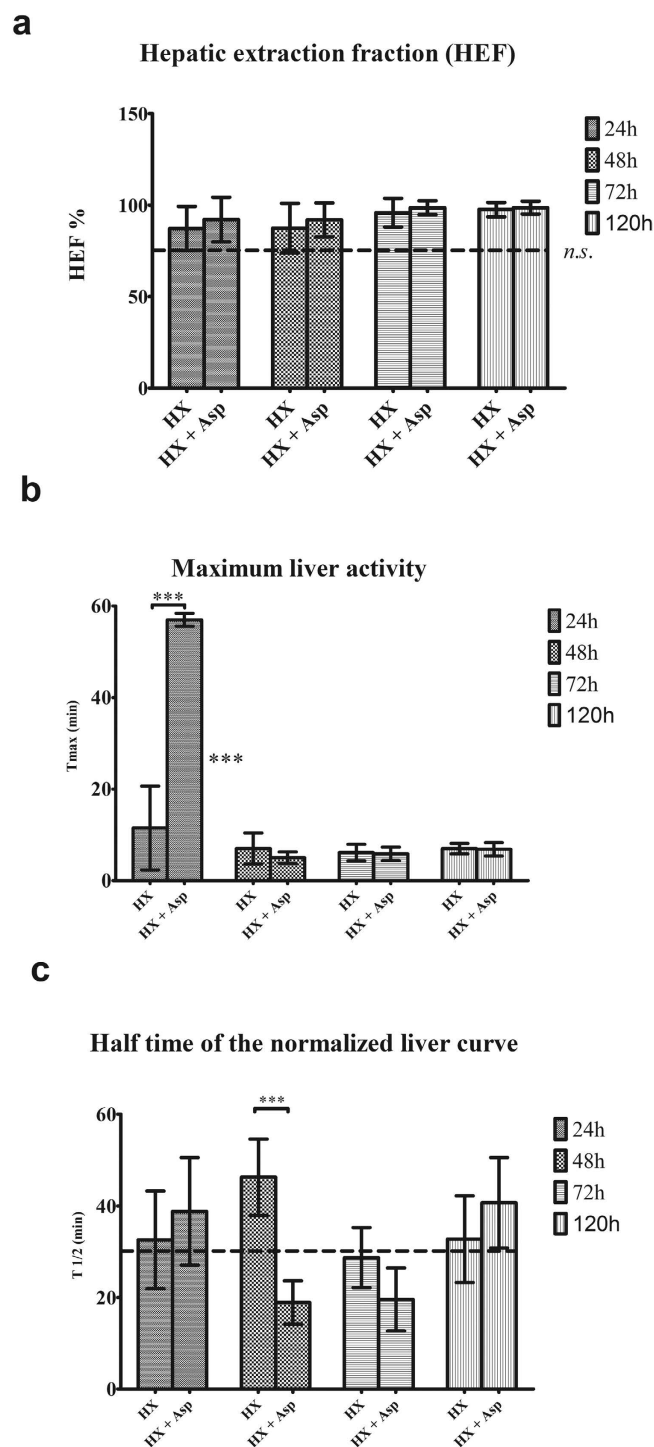 a
Hepatic extraction fraction (HEF)
150
100
50
0
HEF %
n.s.
24h
48h
72h
120h
HX
HX + Asp
HX
HX + Asp
HX
HX + Asp
HX
HX + Asp
b
Maximum liver activity
60
40
20
0
Tmax (min)
***
***
24h
48h
72h
120h
HX
HX + Asp
HX
HX + Asp
HX
HX + Asp
HX
HX + Asp
c
Half time of the normalized liver curve
60
40
20
0
T 1/2 (min)
***
24h
48h
72h
120h
HX
HX + Asp
HX
HX + Asp
HX
HX + Asp
HX
HX + Asp